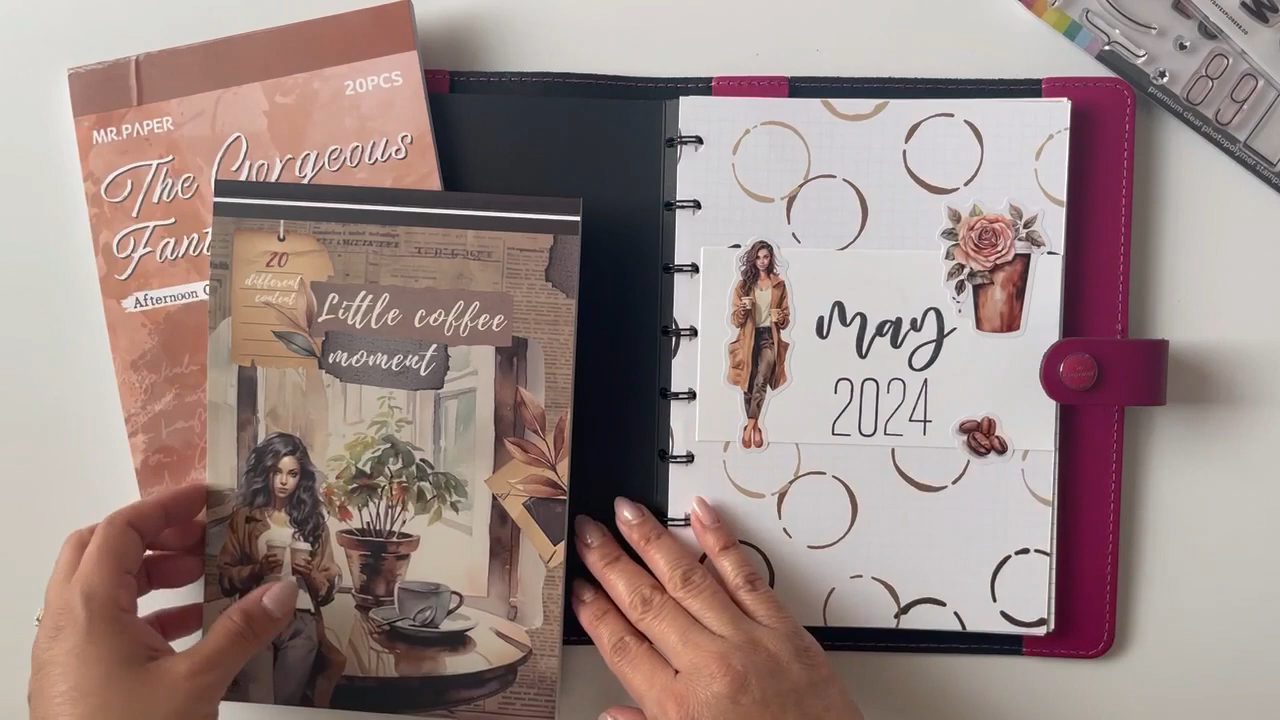 20PCS
MR.PAPER
The Gorgeous
Fant
Afternoon
20
different
content
Little coffee
moment
may
2024
89
premium clear photopolymer stamp